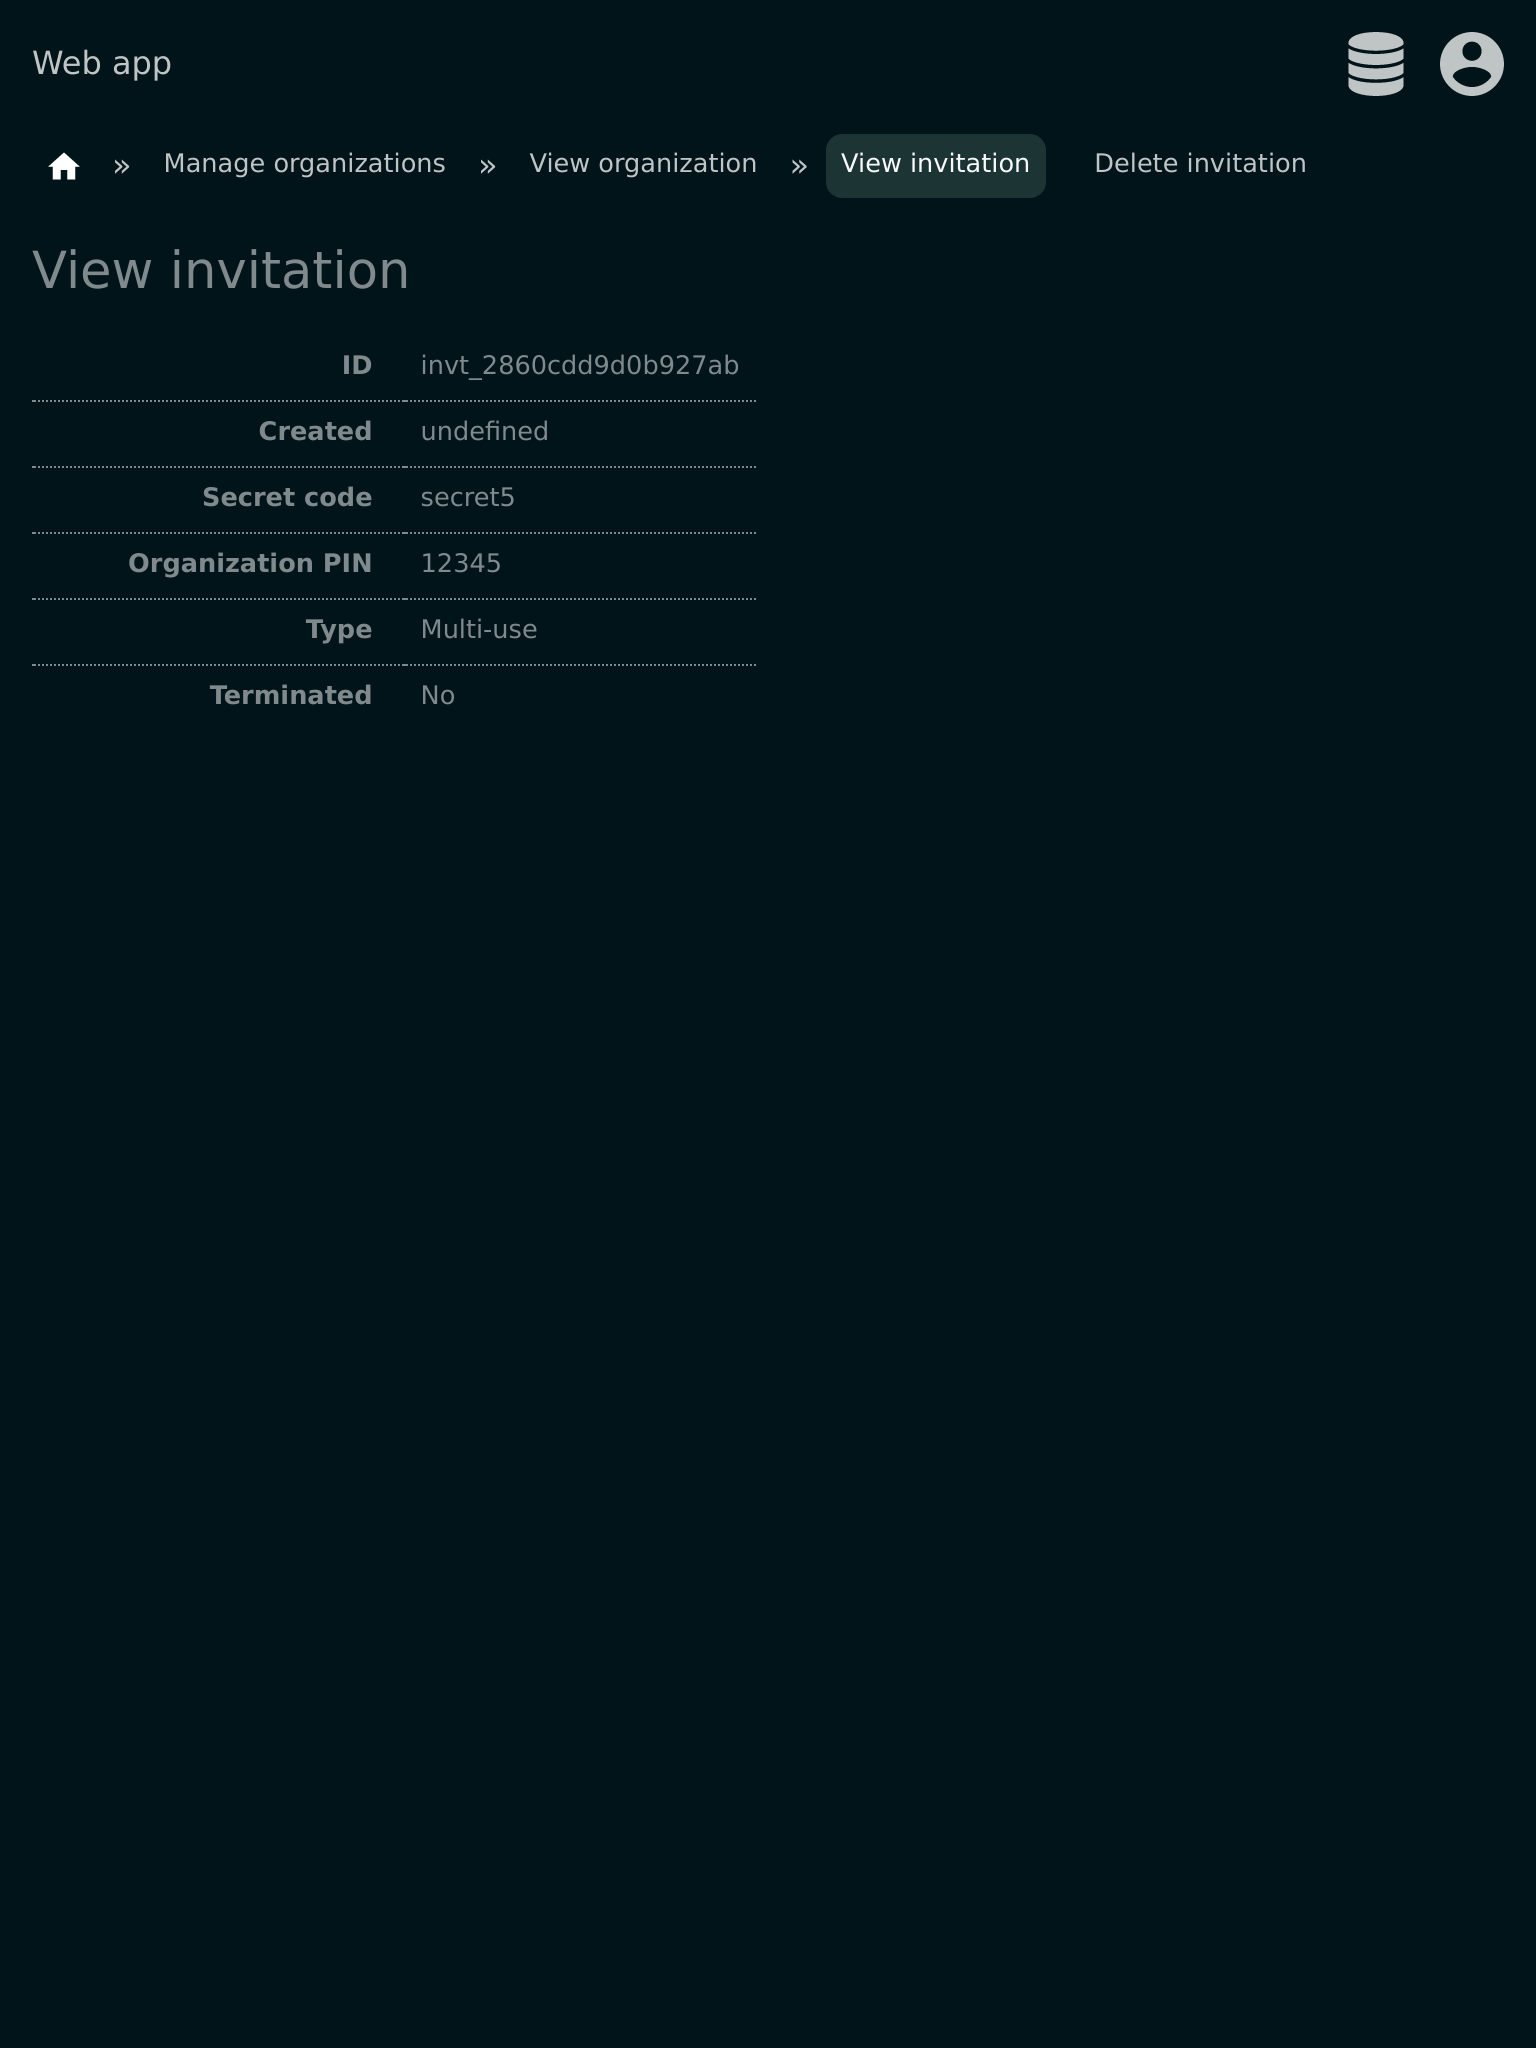 Web app
» Manage organizations » View organization » View invitation Delete invitation
View invitation
ID invt_2860cdd9d0b927ab
Created undefined
Secret code secret5
Organization PIN 12345
Type Multi-use
Terminated No